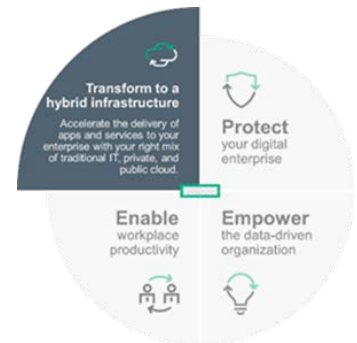 Transform to a
hybrid infrastructure
Accelerate the delivery of
apps and services to your
enterprise with your right mix
of traditional IT, private, and
public cloud.
Protect
your digital
enterprise
Enable
workplace
productivity
Empower
the data-driven
organization